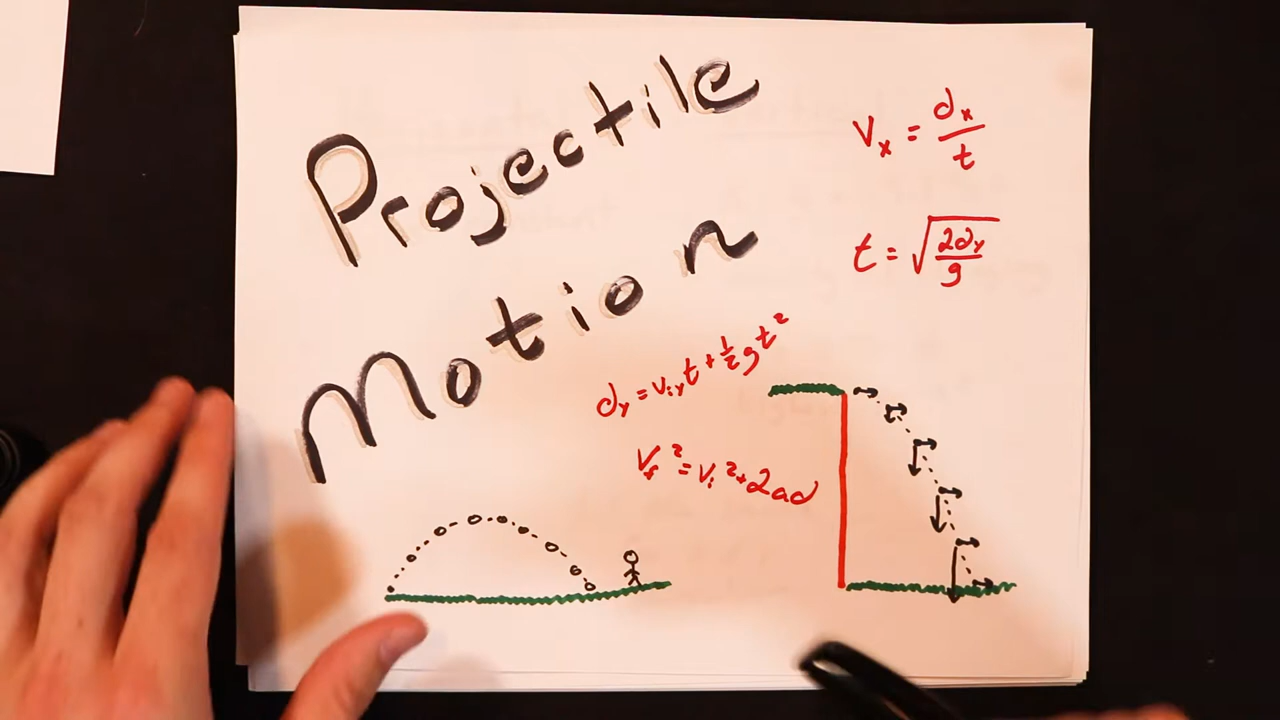 Projectile
Motion
Vx = dx/t
t = √(2dy/g)
dy = viyt + 1/2gt²
Vf² = Vi² + 2ad